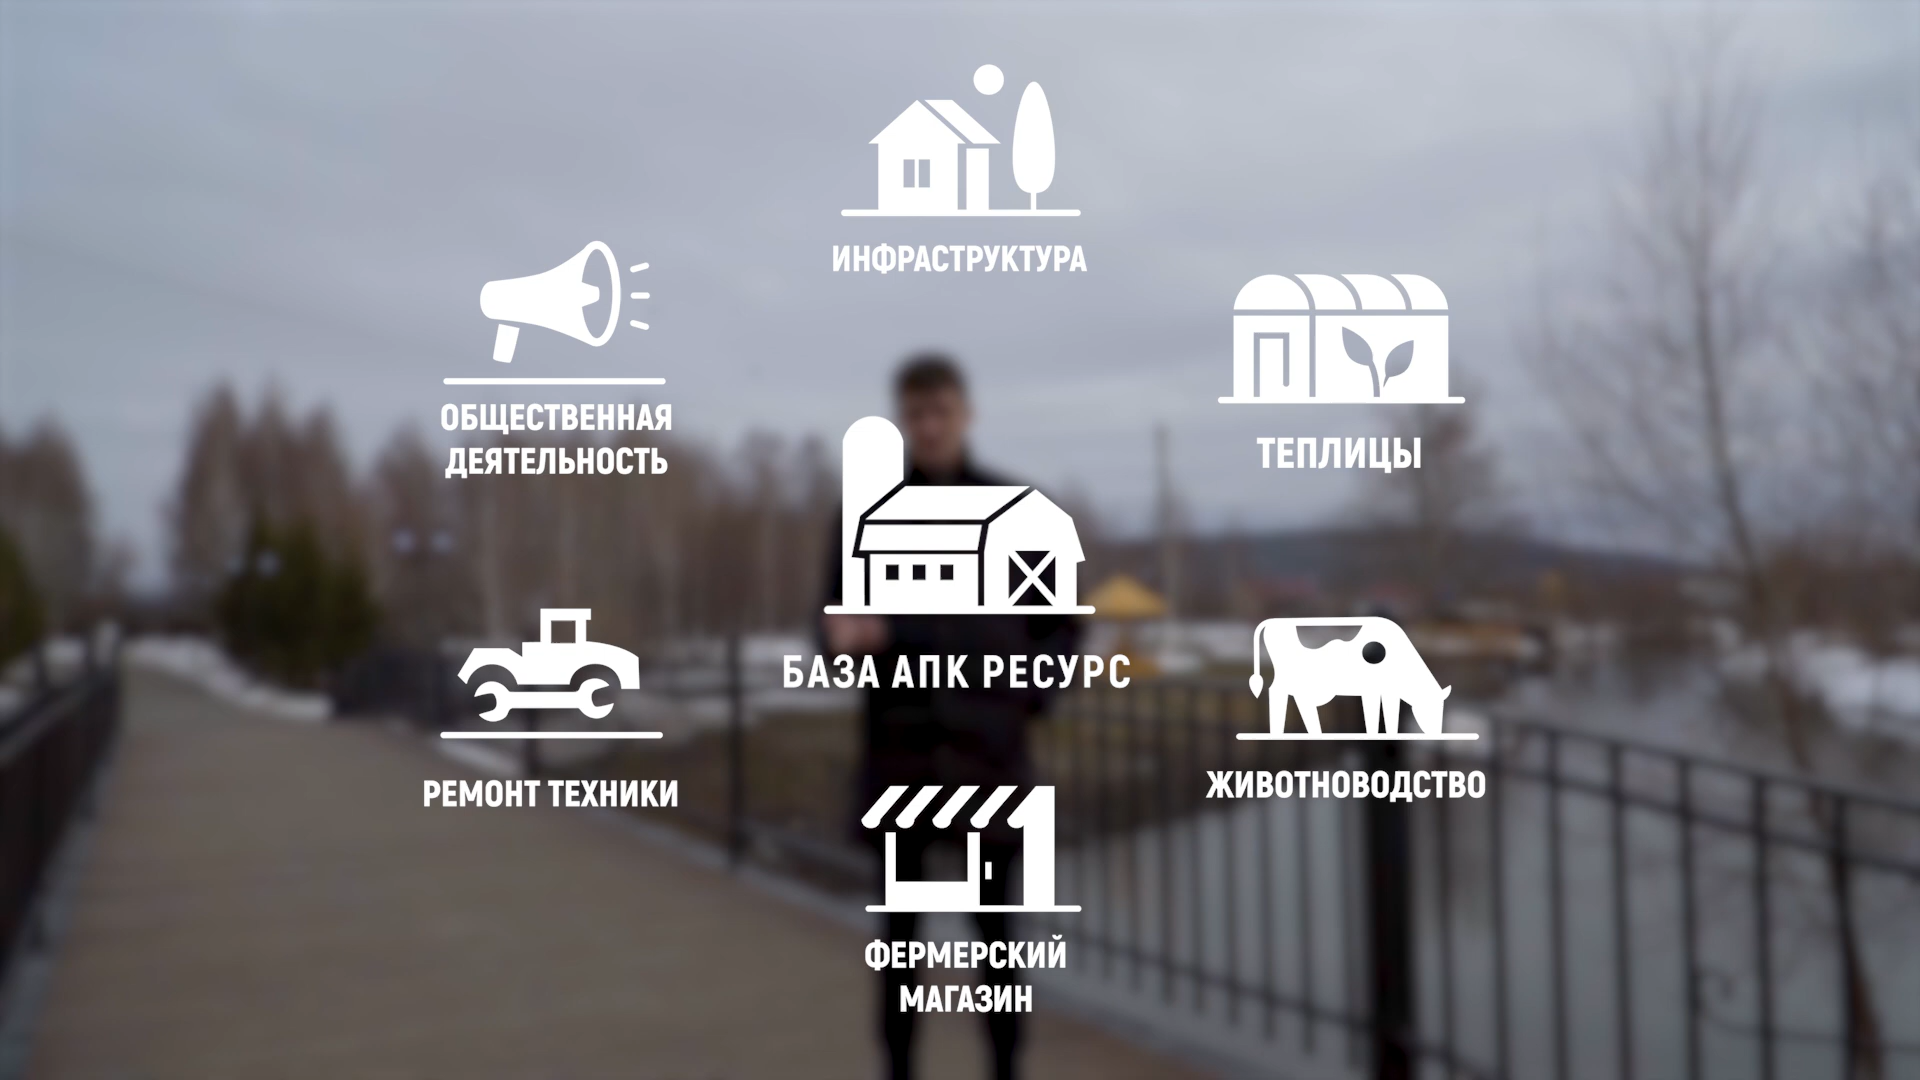 ИНФРАСТРУКТУРА
ОБЩЕСТВЕННАЯ
ДЕЯТЕЛЬНОСТЬ
ТЕПЛИЦЫ
БАЗА АПК РЕСУРС
РЕМОНТ ТЕХНИКИ
ЖИВОТНОВОДСТВО
ФЕРМЕРСКИЙ
МАГАЗИН